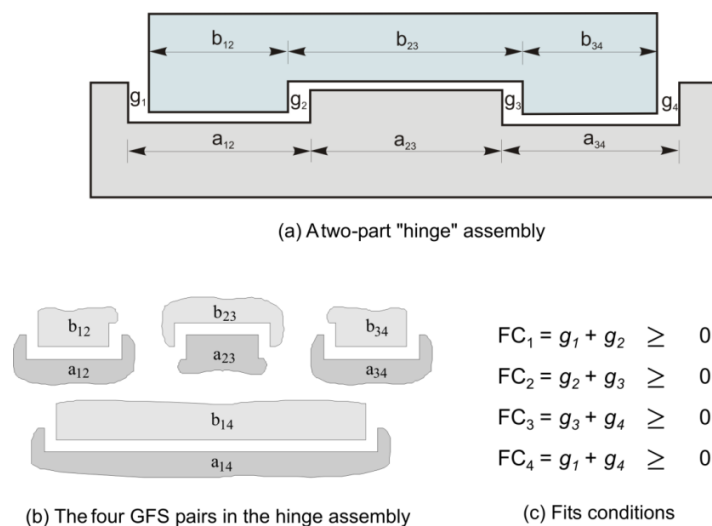 b12 b23 b34
g1 g2 g3 g4
a12 a23 a34
(a) A two-part "hinge" assembly
b12 b23 b34
a12 a23 a34
b14
a14
(b) The four GFS pairs in the hinge assembly
FC1 = g1 + g2 ≥ 0
FC2 = g2 + g3 ≥ 0
FC3 = g3 + g4 ≥ 0
FC4 = g1 + g4 ≥ 0
(c) Fits conditions